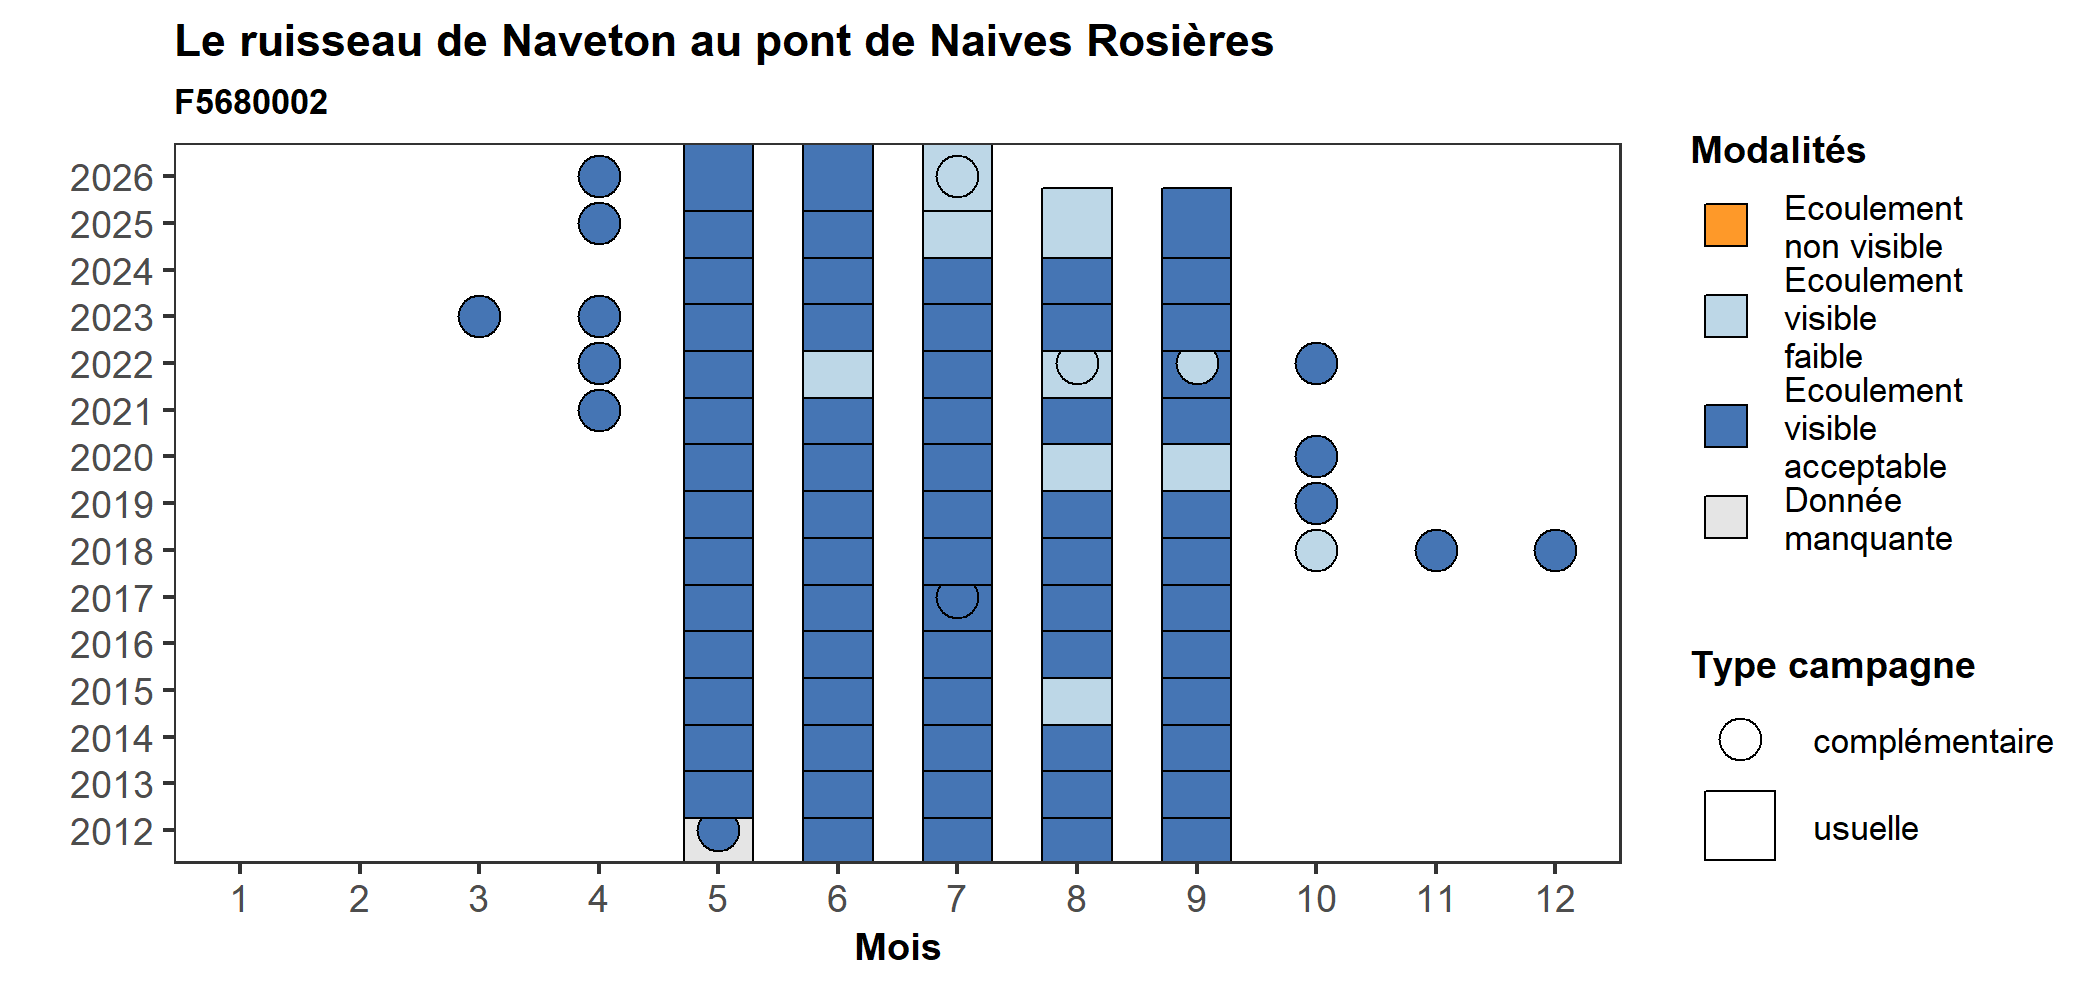 Le ruisseau de Naveton au pont de Naives Rosières
F5680002
2026
2025
2024
2023
2022
2021
2020
2019
2018
2017
2016
2015
2014
2013
2012
1 2 3 4 5 6 7 8 9 10 11 12
Mois
Modalités
Ecoulement
non visible
Ecoulement
visible
faible
Ecoulement
visible
acceptable
Donnée
manquante
Type campagne
complémentaire
usuelle